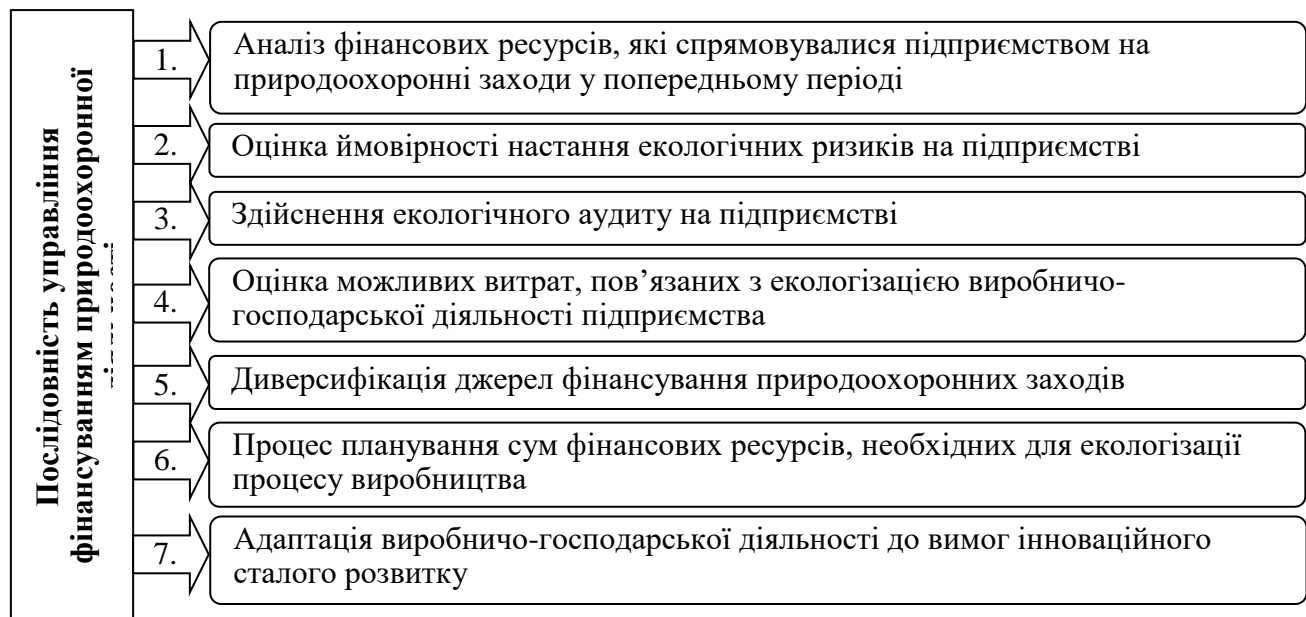 Послідовність управління
фінансуванням природоохоронної
1.
Аналіз фінансових ресурсів, які спрямовувалися підприємством на
природоохоронні заходи у попередньому періоді
2.
Оцінка ймовірності настання екологічних ризиків на підприємстві
3.
Здійснення екологічного аудиту на підприємстві
4.
Оцінка можливих витрат, пов’язаних з екологізацією виробничо-
господарської діяльності підприємства
5.
Диверсифікація джерел фінансування природоохоронних заходів
6.
Процес планування сум фінансових ресурсів, необхідних для екологізації
процесу виробництва
7.
Адаптація виробничо-господарської діяльності до вимог інноваційного
сталого розвитку